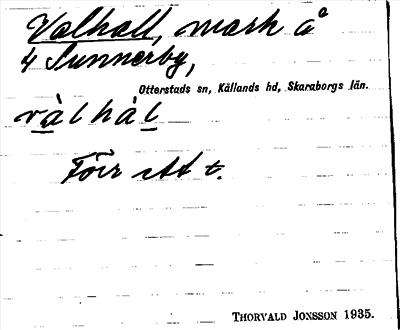 Valhall, mark å
4 Sunnerby,
Otterstads sn, Kållands hd, Skaraborgs län.
vàlhàl
Förr ett t.
THORVALD JONSSON 1935.